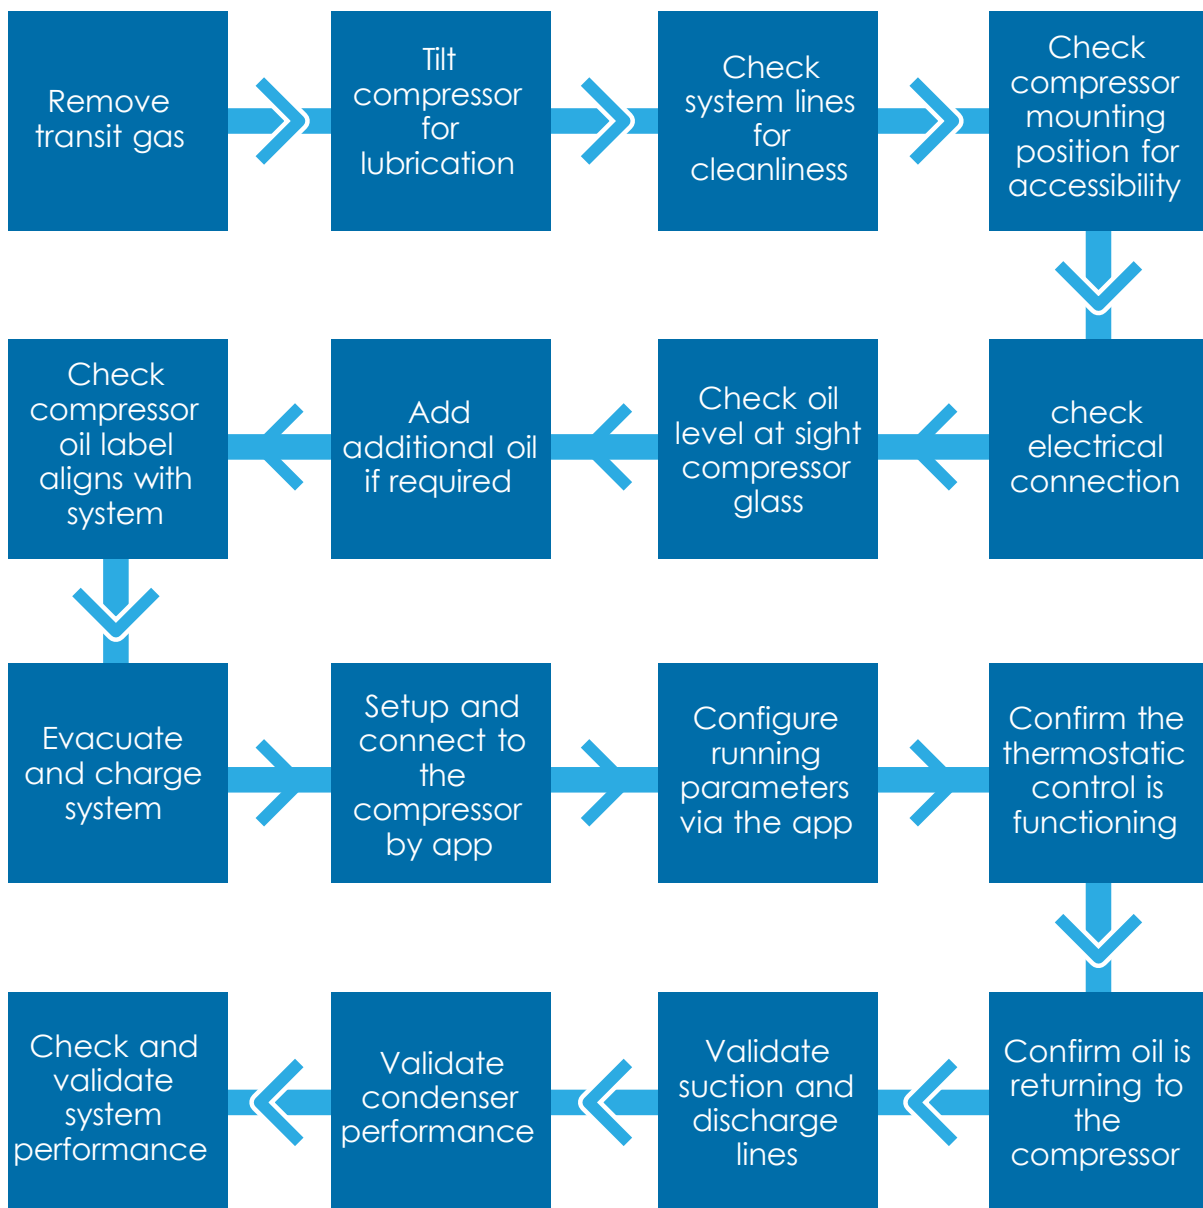 Remove
transit gas
Tilt
compressor
for
lubrication
Check
system lines
for
cleanliness
Check
compressor
mounting
position for
accessibility
check
electrical
connection
Check oil
level at sight
compressor
glass
Add
additional oil
if required
Check
compressor
oil label
aligns with
system
Evacuate
and charge
system
Setup and
connect to
the
compressor
by app
Configure
running
parameters
via the app
Confirm the
thermostatic
control is
functioning
Confirm oil is
returning to
the
compressor
Validate
suction and
discharge
lines
Validate
condenser
performance
Check and
validate
system
performance